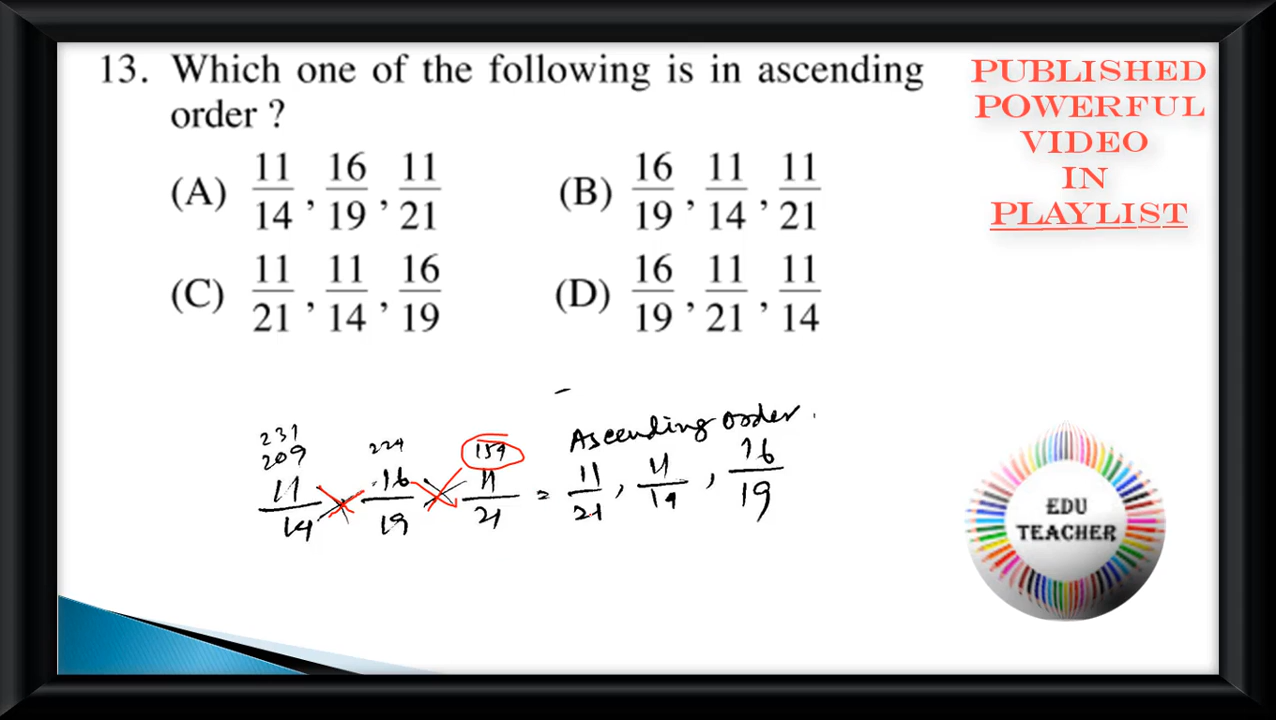 13. Which one of the following is in ascending
order ?
(A) 11/14, 16/19, 11/21
(B) 16/19, 11/14, 11/21
(C) 11/21, 11/14, 16/19
(D) 16/19, 11/21, 11/14
PUBLISHED
POWERFUL
VIDEO
IN
PLAYLIST
Ascending order.
231
209 224 159
11/14 16/19 11/21 = 11/21, 11/19, 16/19
EDU
TEACHER